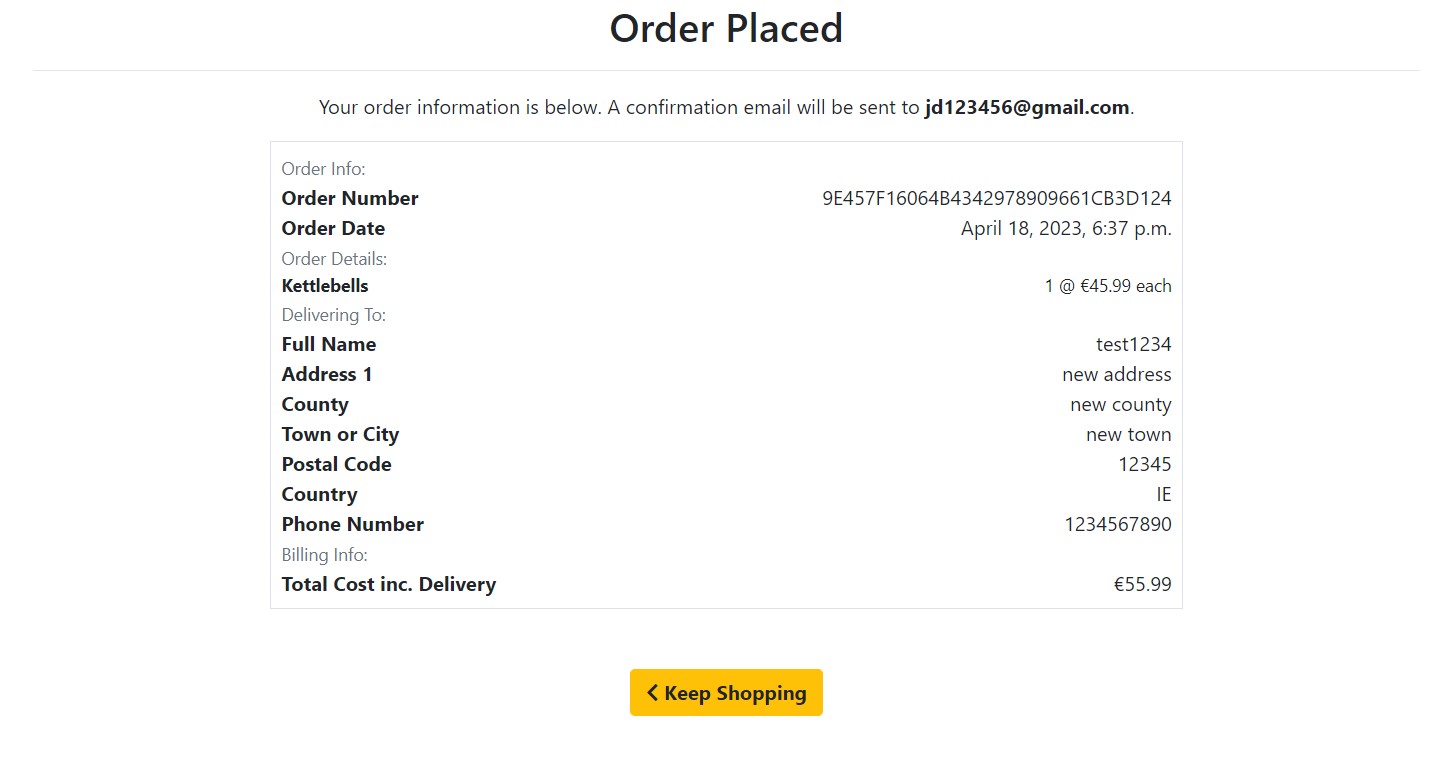 Order Placed
Your order information is below. A confirmation email will be sent to jd123456@gmail.com.
Order Info:
Order Number 9E457F16064B4342978909661CB3D124
Order Date April 18, 2023, 6:37 p.m.
Order Details:
Kettlebells 1 @ €45.99 each
Delivering To:
Full Name test1234
Address 1 new address
County new county
Town or City new town
Postal Code 12345
Country IE
Phone Number 1234567890
Billing Info:
Total Cost inc. Delivery €55.99
Keep Shopping